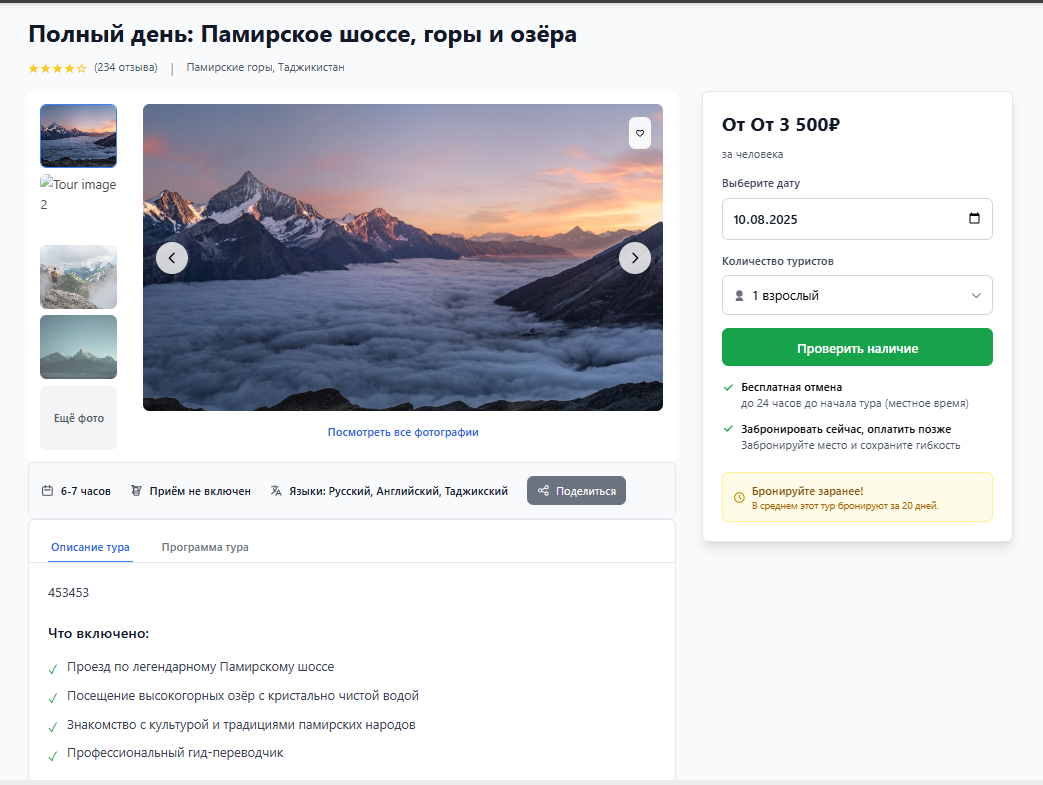 Полный день: Памирское шоссе, горы и озёра
★★★★☆ (234 отзыва) | Памирские горы, Таджикистан
Tour image
2
Ещё фото
Посмотреть все фотографии
6-7 часов Приём не включен Языки: Русский, Английский, Таджикский Поделиться
Описание тура Программа тура
453453
Что включено:
✓ Проезд по легендарному Памирскому шоссе
✓ Посещение высокогорных озёр с кристально чистой водой
✓ Знакомство с культурой и традициями памирских народов
✓ Профессиональный гид-переводчик
От От 3 500₽
за человека
Выберите дату
10.08.2025
Количество туристов
1 взрослый
Проверить наличие
Бесплатная отмена
до 24 часов до начала тура (местное время)
Забронировать сейчас, оплатить позже
Забронируйте место и сохраните гибкость
Бронируйте заранее!
В среднем этот тур бронируют за 20 дней.